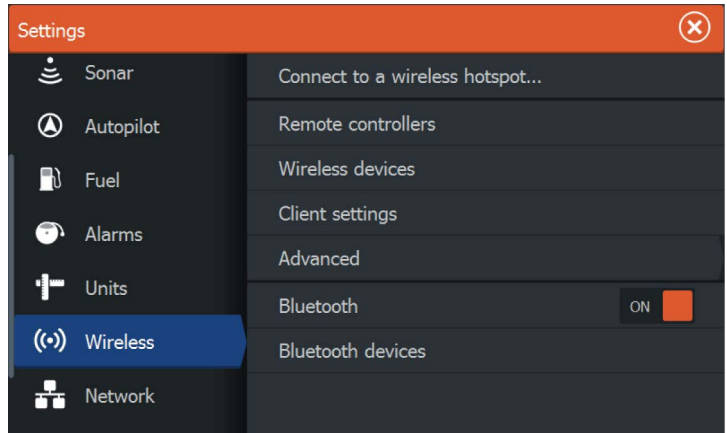 Settings
Sonar
Autopilot
Fuel
Alarms
Units
Wireless
Network
Connect to a wireless hotspot...
Remote controllers
Wireless devices
Client settings
Advanced
Bluetooth ON
Bluetooth devices